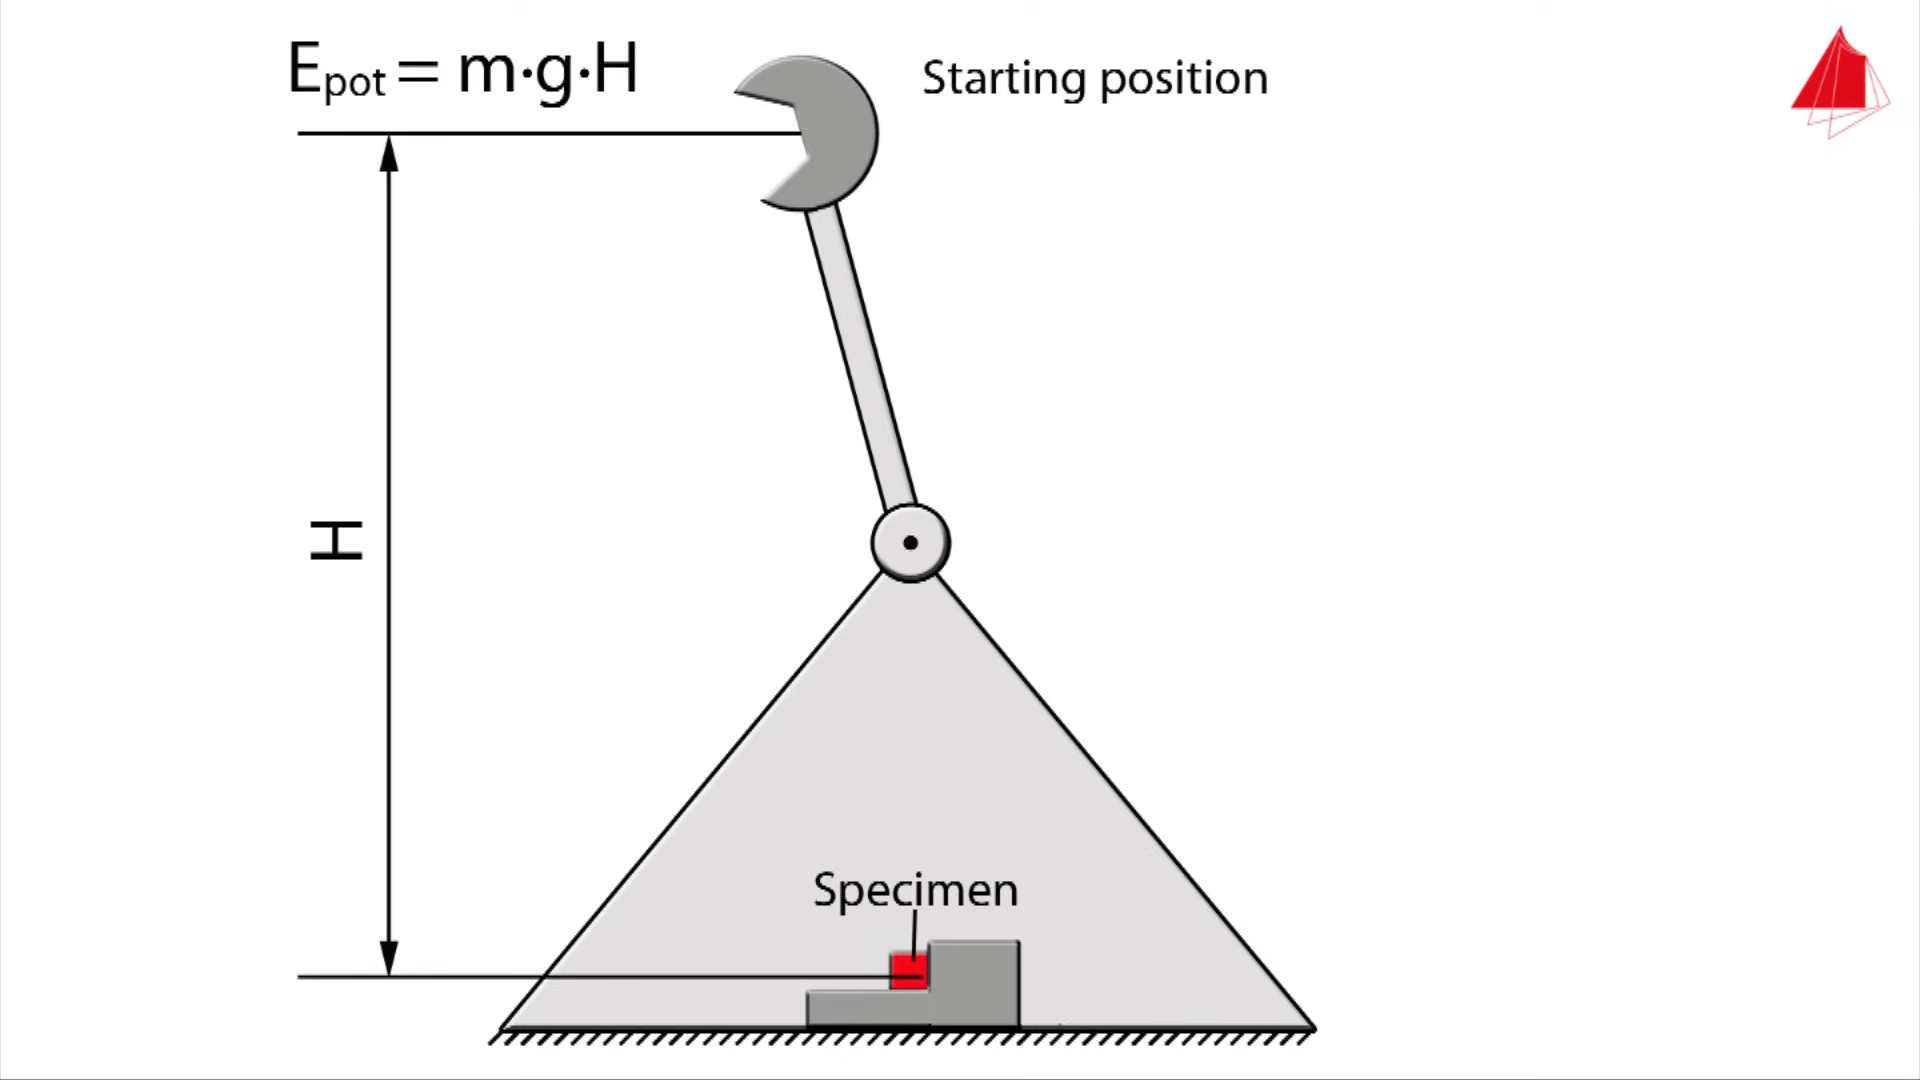 Epot = m·g·H
Starting position
H
Specimen